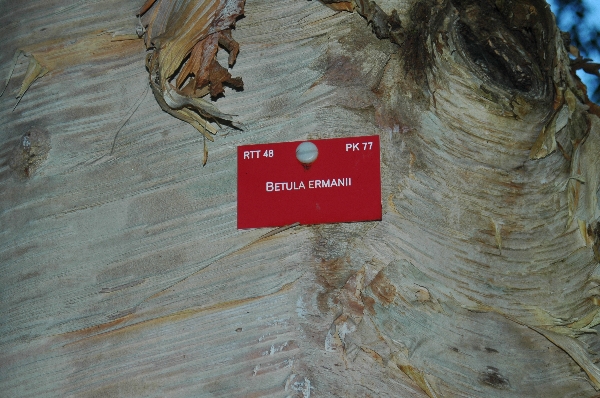 RTT 48 PK 77
BETULA ERMANII